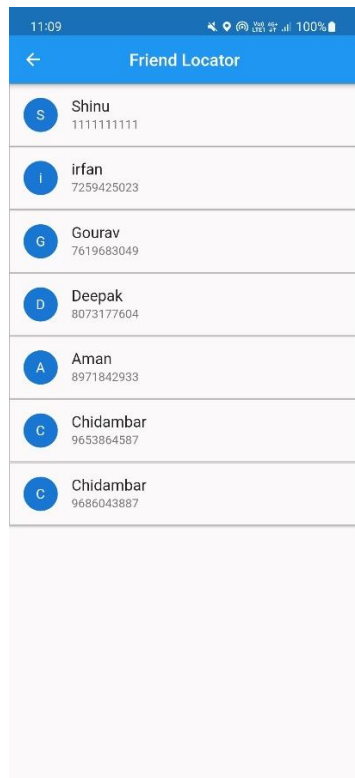 11:09
100%
Friend Locator
S
Shinu
1111111111
i
irfan
7259425023
G
Gourav
7619683049
D
Deepak
8073177604
A
Aman
8971842933
C
Chidambar
9653864587
C
Chidambar
9686043887